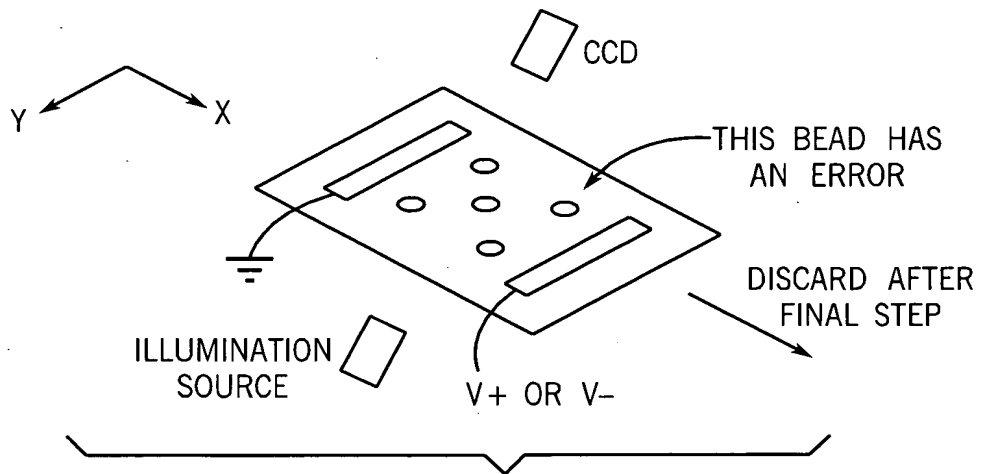 CCD
Y
X
THIS BEAD HAS
AN ERROR
DISCARD AFTER
FINAL STEP
ILLUMINATION
SOURCE
V+ OR V−